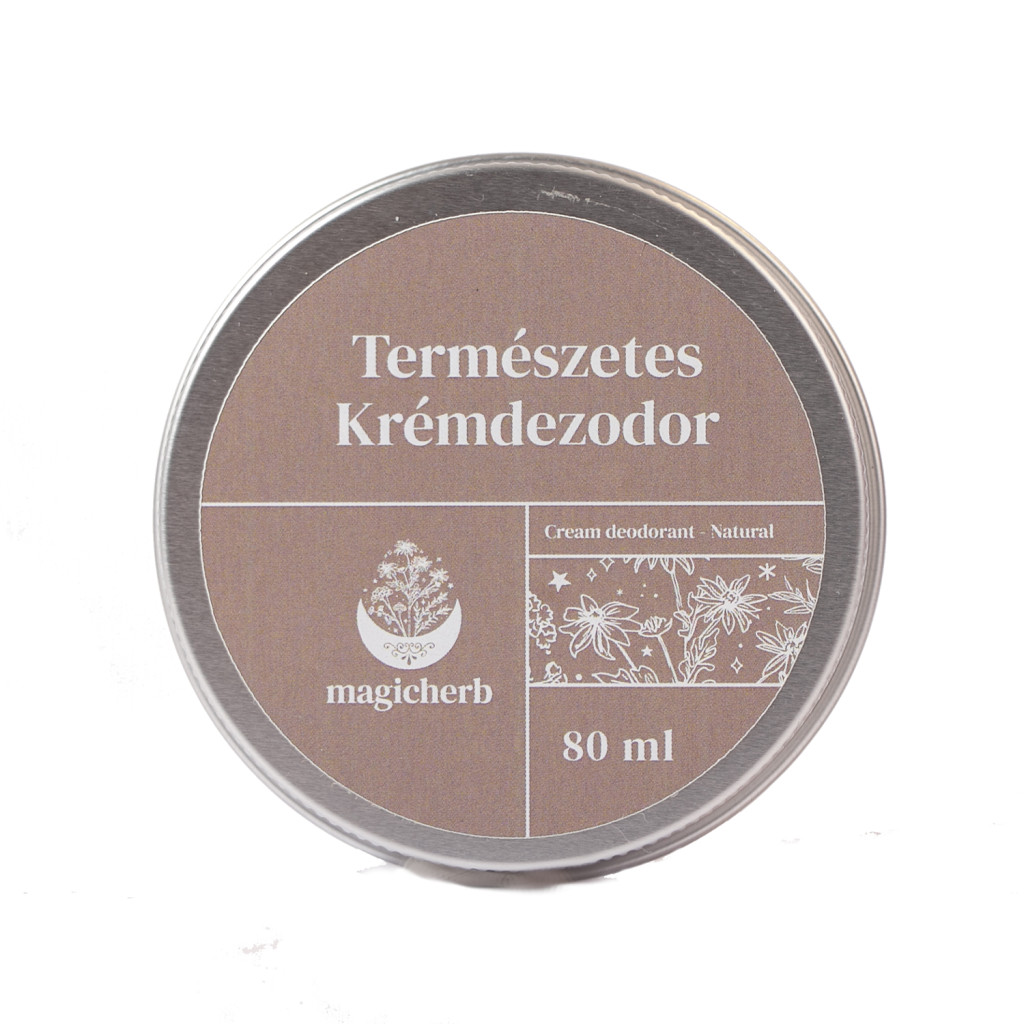 Természetes
Krémdezodor
Cream deodorant - Natural
magicherb
80 ml